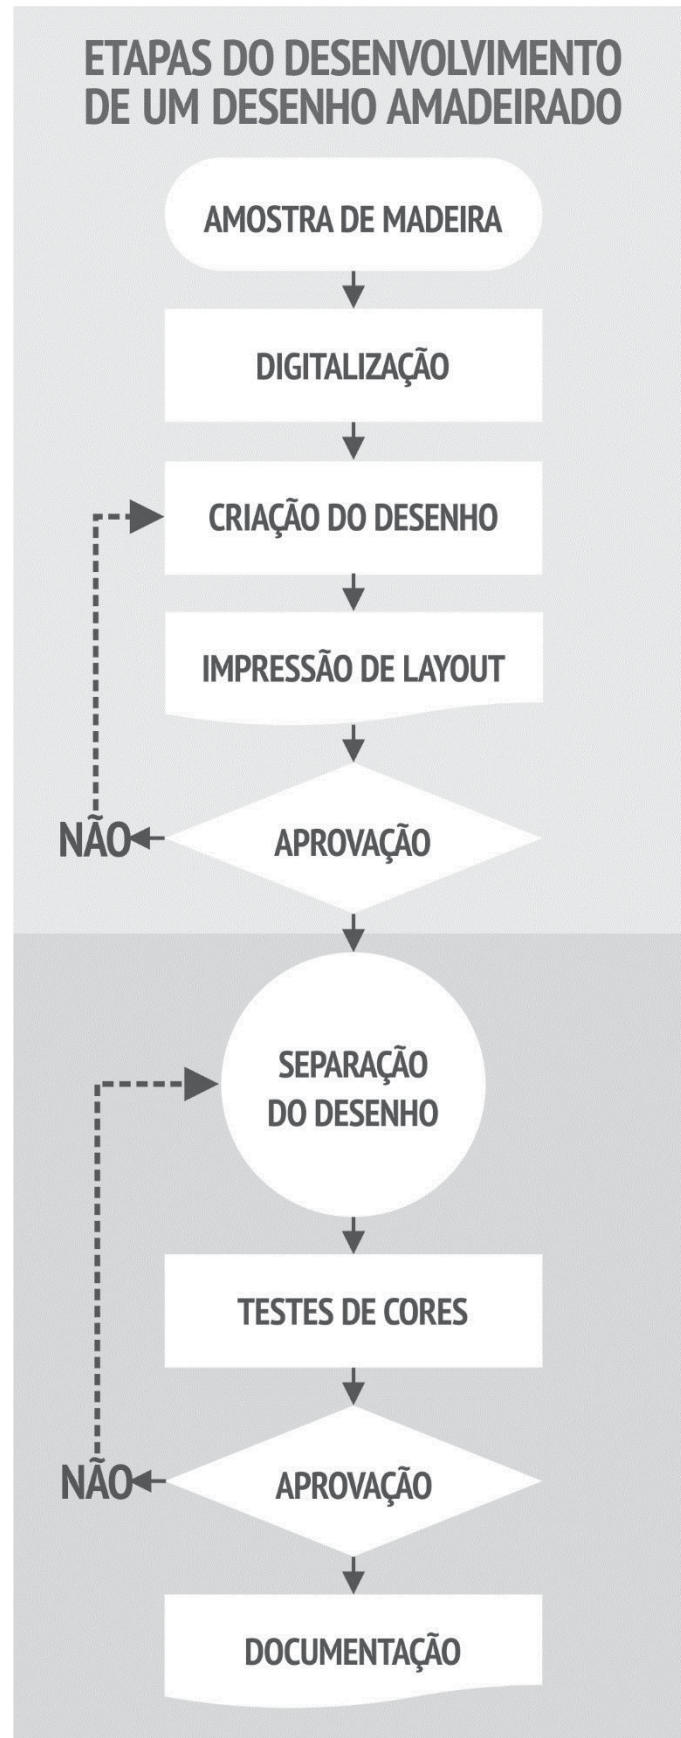 ETAPAS DO DESENVOLVIMENTO
DE UM DESENHO AMADEIRADO
AMOSTRA DE MADEIRA
DIGITALIZAÇÃO
CRIAÇÃO DO DESENHO
IMPRESSÃO DE LAYOUT
APROVAÇÃO
NÃO
SEPARAÇÃO
DO DESENHO
TESTES DE CORES
APROVAÇÃO
NÃO
DOCUMENTAÇÃO